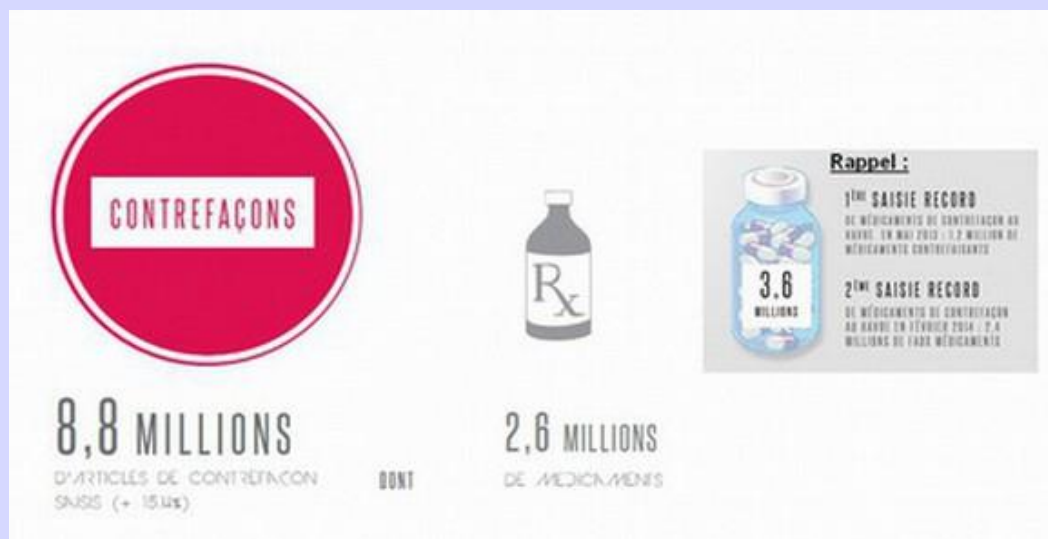 CONTREFAÇONS
8,8 MILLIONS
D'ARTICLES DE CONTREFACON
SAISIS (+ 15.4%)
DONT
Rx
2,6 MILLIONS
DE MEDICAMENTS
Rappel :
3.6
MILLIONS
1ÈRE SAISIE RECORD
DE MÉDICAMENTS DE CONTREFAÇON AU
HAVRE EN MAI 2013 : 1.2 MILLION DE
MÉDICAMENTS CONTREFAISANTS
2ÈME SAISIE RECORD
DE MÉDICAMENTS DE CONTREFAÇON
AU HAVRE EN FÉVRIER 2014 : 2,4
MILLIONS DE FAUX MÉDICAMENTS